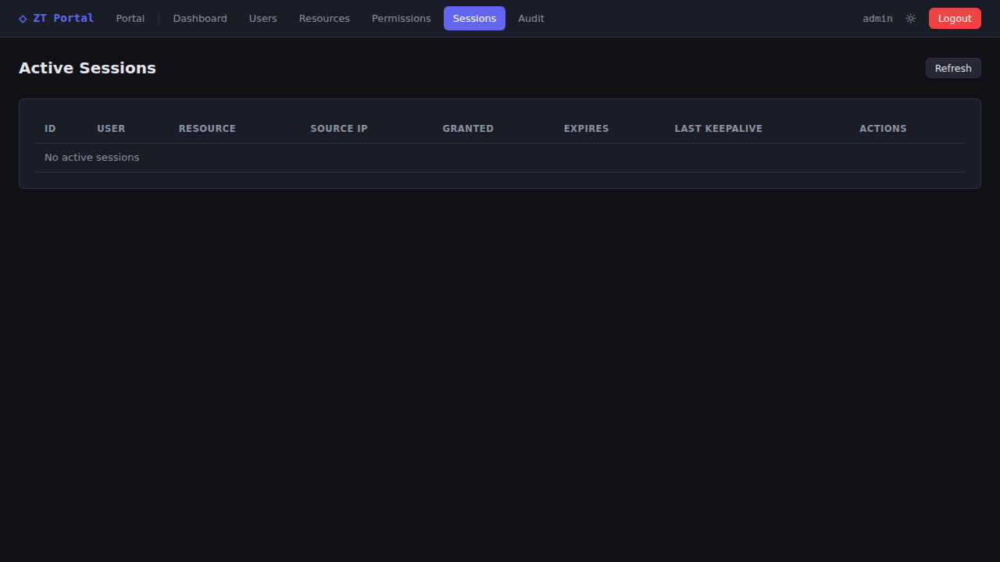 ◇ ZT Portal Portal | Dashboard Users Resources Permissions Sessions Audit admin Logout
Active Sessions Refresh
ID USER RESOURCE SOURCE IP GRANTED EXPIRES LAST KEEPALIVE ACTIONS
No active sessions